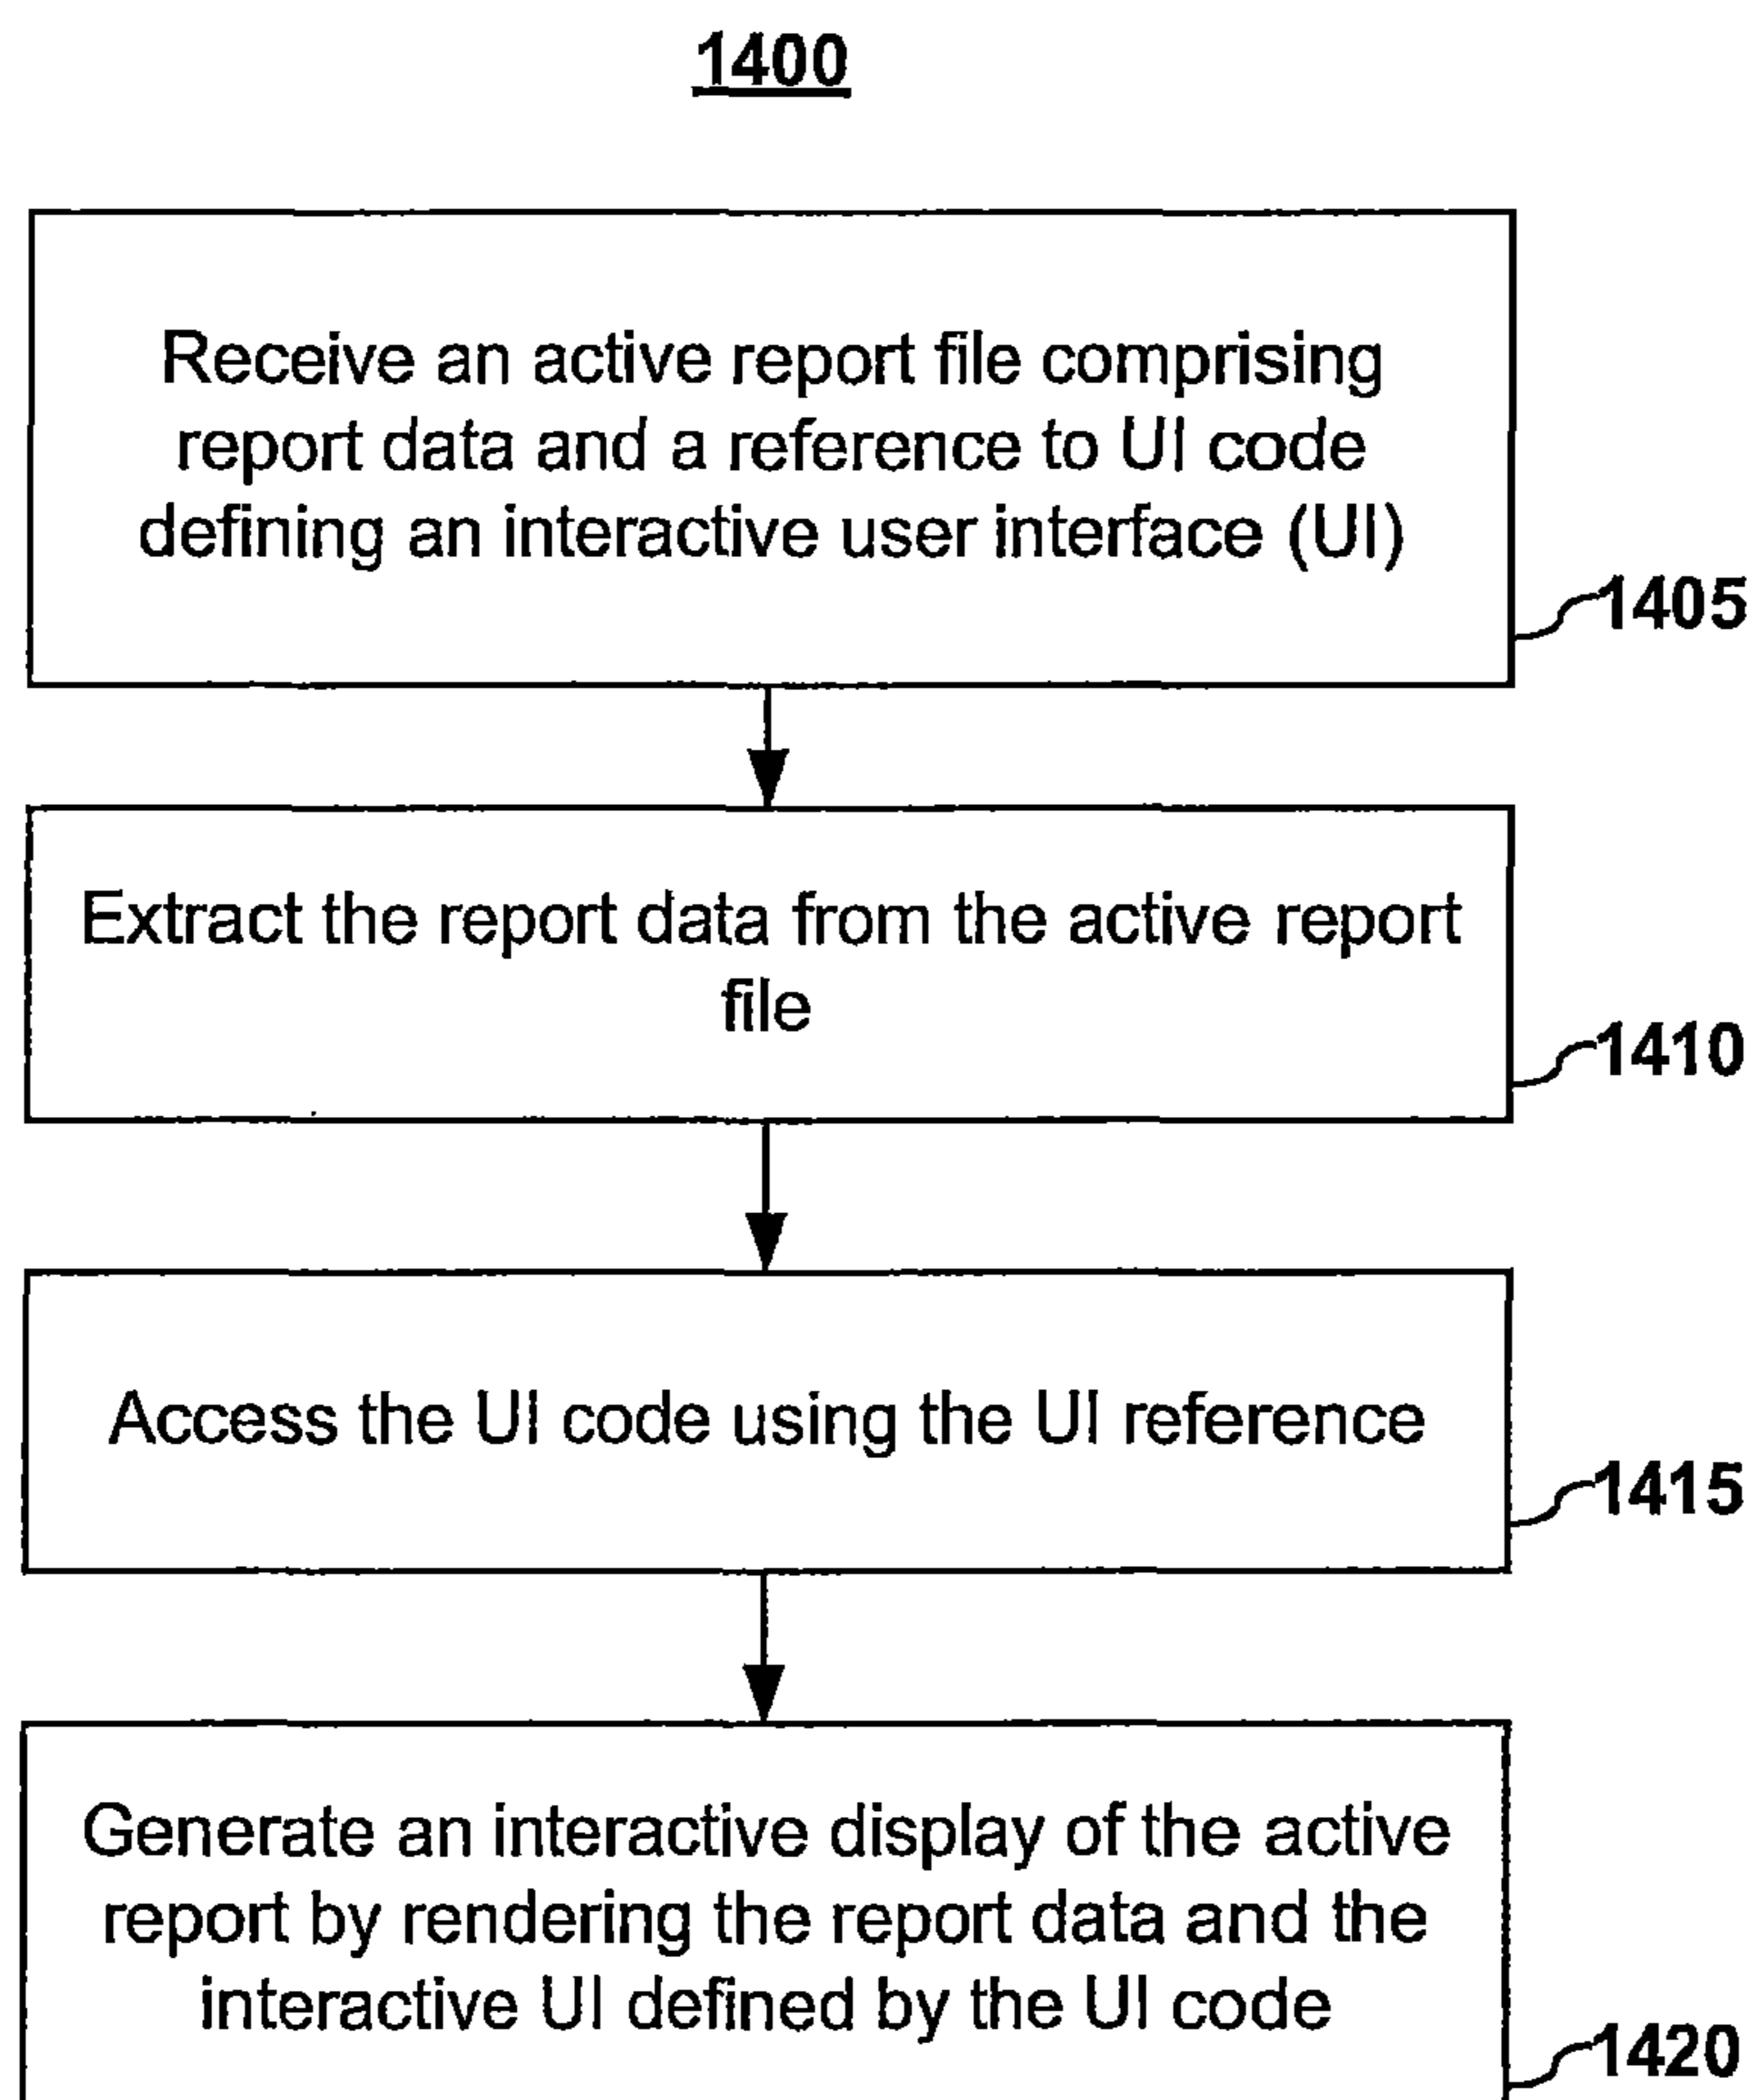 1400
Receive an active report file comprising
report data and a reference to UI code
defining an interactive user interface (UI)
1405
Extract the report data from the active report
file
1410
Access the UI code using the UI reference
1415
Generate an interactive display of the active
report by rendering the report data and the
interactive UI defined by the UI code
1420